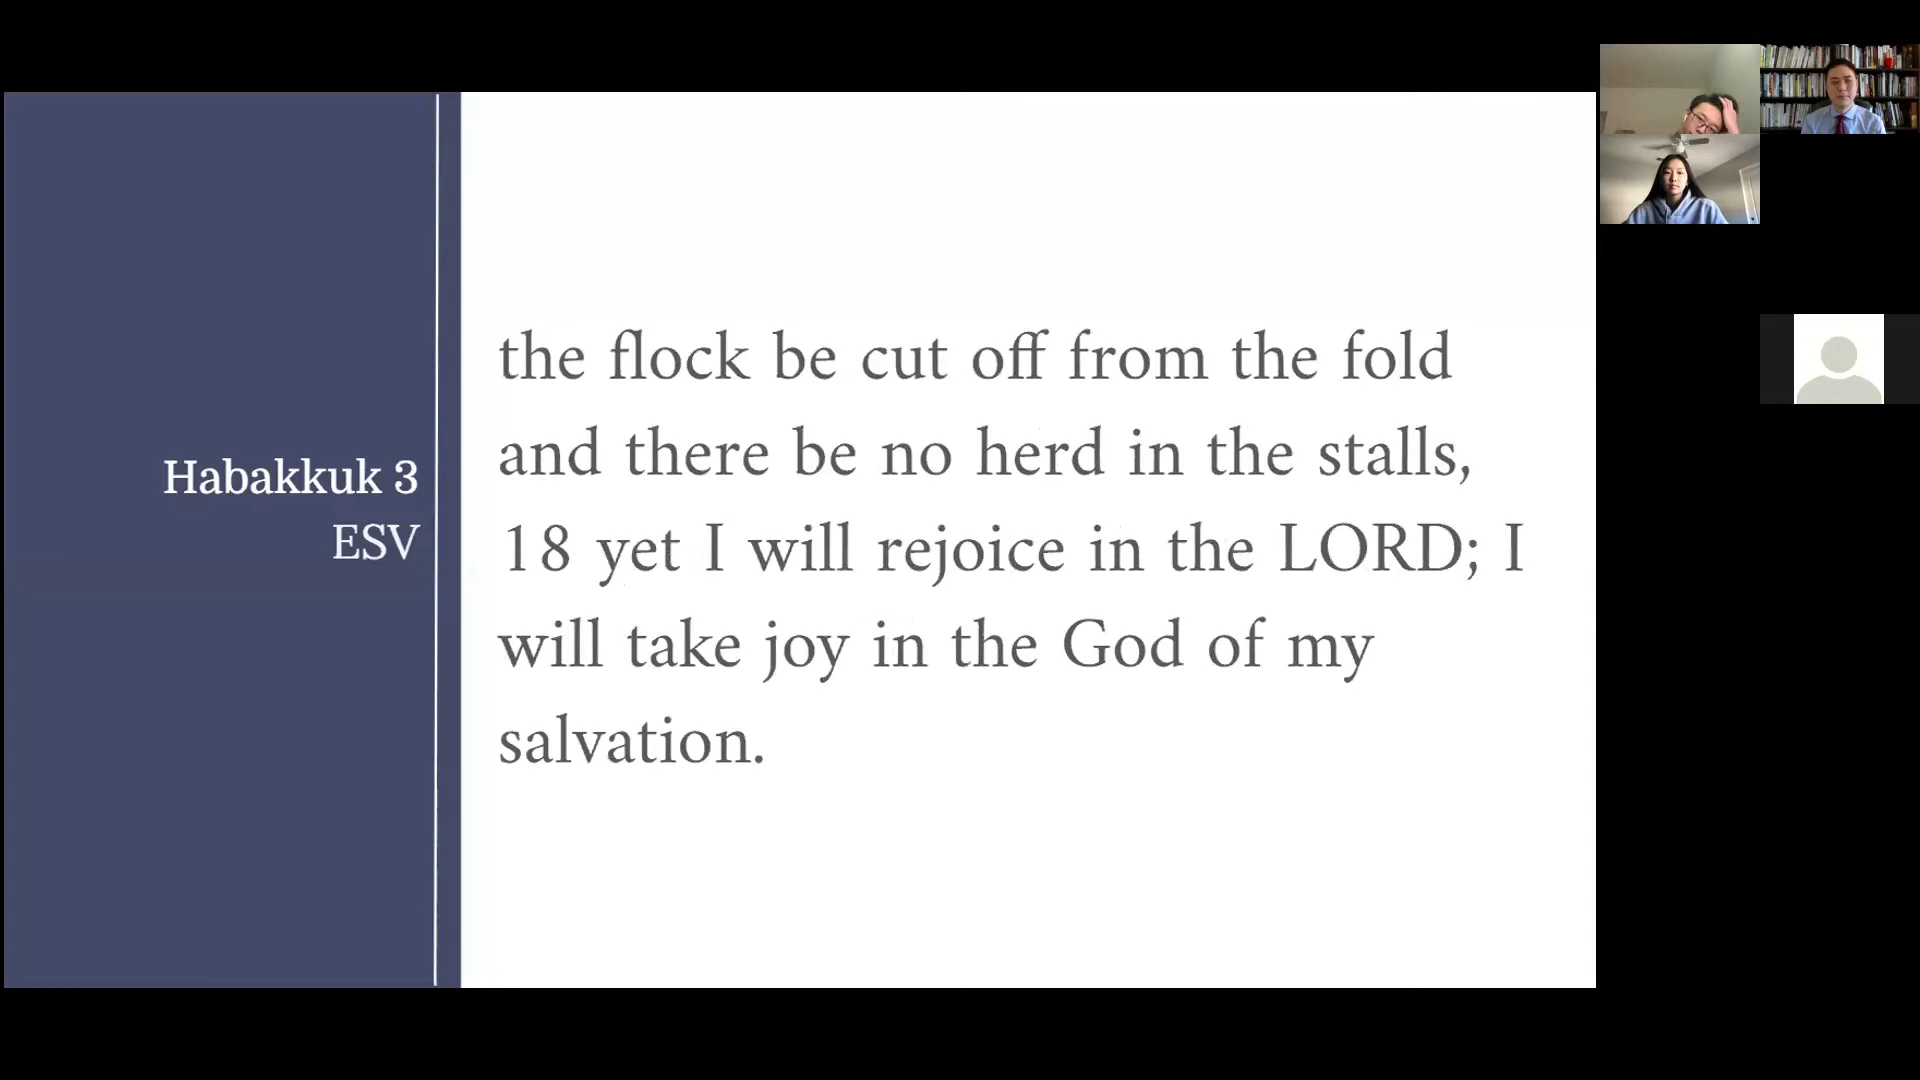 Habakkuk 3
ESV
the flock be cut off from the fold
and there be no herd in the stalls,
18 yet I will rejoice in the LORD; I
will take joy in the God of my
salvation.